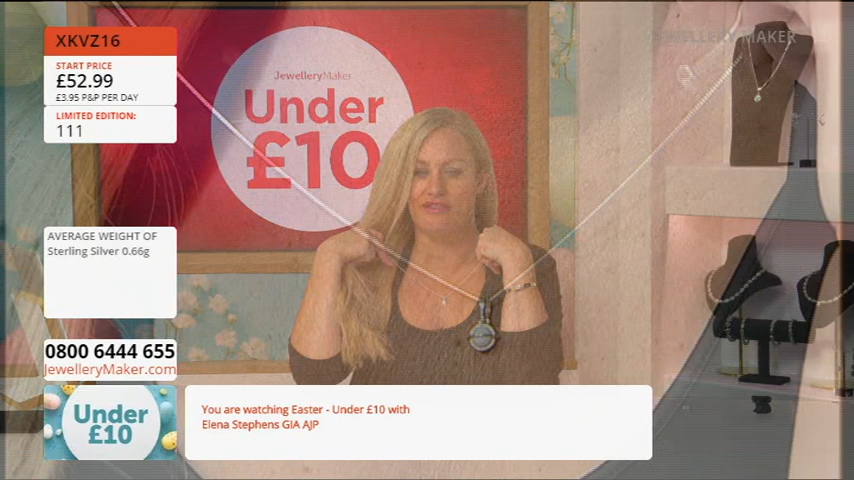 XKVZ16
START PRICE
£52.99
£3.95 P&P PER DAY
LIMITED EDITION:
111
AVERAGE WEIGHT OF
Sterling Silver 0.66g
0800 6444 655
JewelleryMaker.com
Under
£10
You are watching Easter - Under £10 with
Elena Stephens GIA AJP
JewelleryMaker
Under
£10
JEWELLERY MAKER